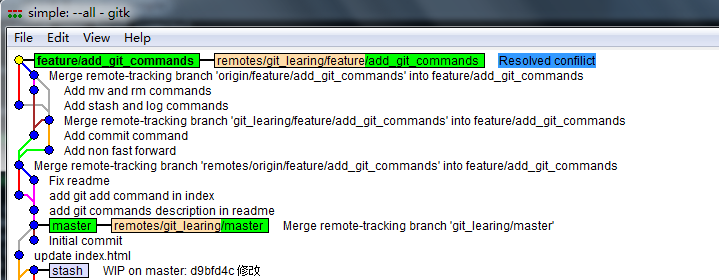 simple: --all - gitk
File Edit View Help
feature/add_git_commands remotes/git_learing/feature/add_git_commands Resolved confilict
Merge remote-tracking branch 'origin/feature/add_git_commands' into feature/add_git_commands
Add mv and rm commands
Add stash and log commands
Merge remote-tracking branch 'git_learing/feature/add_git_commands' into feature/add_git_commands
Add commit command
Add non fast forward
Merge remote-tracking branch 'remotes/origin/feature/add_git_commands' into feature/add_git_commands
Fix readme
add git add command in index
add git commands description in readme
master remotes/git_learing/master Merge remote-tracking branch 'git_learing/master'
Initial commit
update index.html
stash WIP on master: d9bfd4c 修改